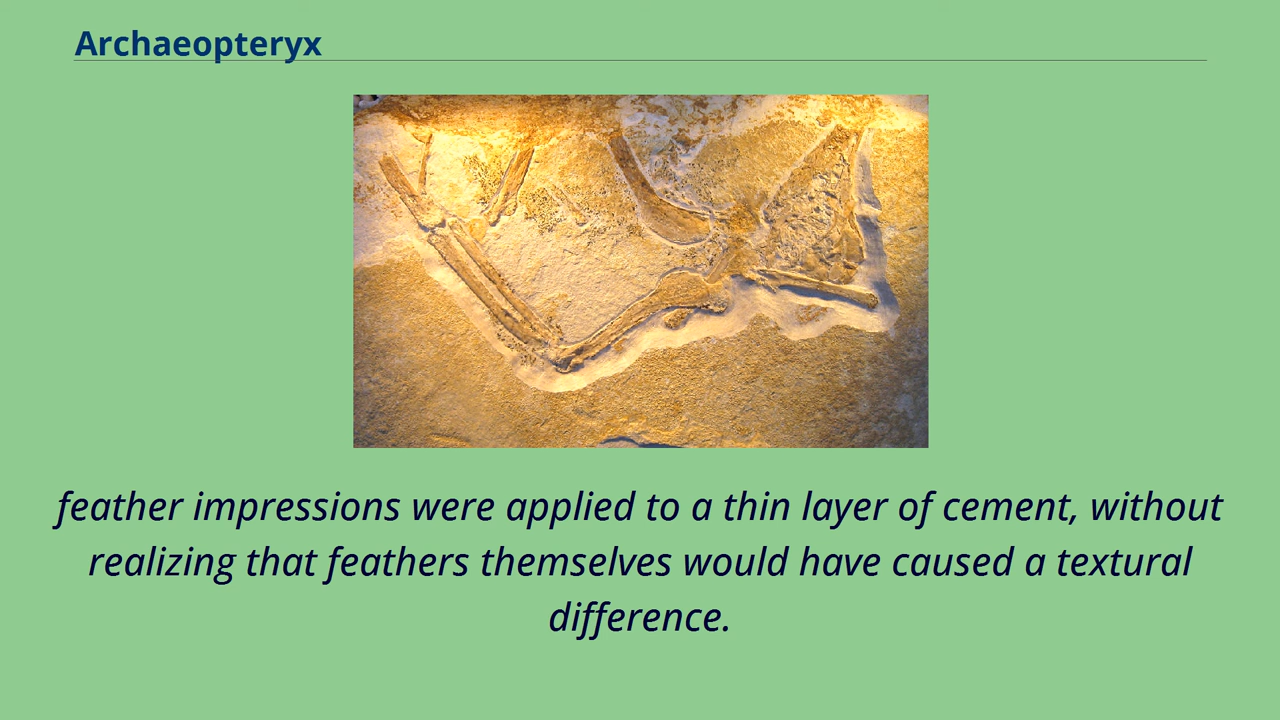 Archaeopteryx
feather impressions were applied to a thin layer of cement, without
realizing that feathers themselves would have caused a textural
difference.